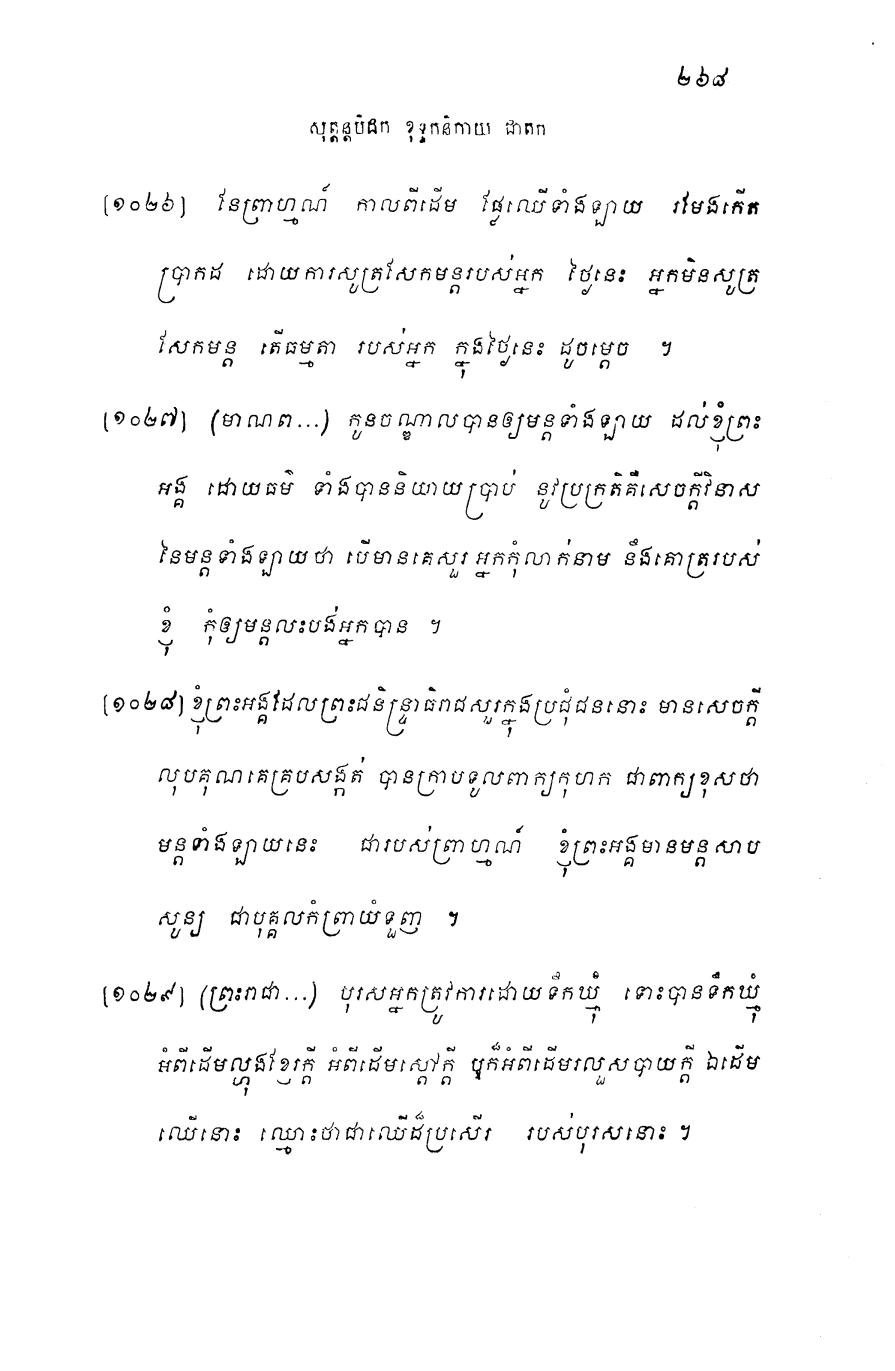 ២៦៨
សុត្តន្តបិដក ខុទ្ទកនិកាយ ជាតក
[១០២៦] នៃព្រាហ្មណ៍ កាលពីដើម ផ្លែឈើទាំងឡាយ រមែងកើត
ប្រាកដ ដោយការសូត្រសែកមន្តរបស់អ្នក ថ្ងៃនេះ អ្នកមិនសូត្រ
សែកមន្ត តើធម្មតា របស់អ្នក ក្នុងថ្ងៃនេះ ដូចម្តេច ។
[១០២៧] (មាណព...) កូនចណ្ឌាលបានឲ្យមន្តទាំងឡាយ ដល់ខ្ញុំព្រះ
អង្គ ដោយធម៌ ទាំងបាននិយាយប្រាប់ នូវប្រក្រតិគឺសេចក្តីវិនាស
នៃមន្តទាំងឡាយថា បើមានគេសួរ អ្នកកុំលាក់នាម នឹងគោត្ររបស់
ខ្ញុំ កុំឲ្យមន្តលះបង់អ្នកបាន ។
[១០២៨] ខ្ញុំព្រះអង្គដែលព្រះជនិន្ទ្រាធិរាជសួរក្នុងប្រជុំជននោះ មានសេចក្តី
លុបគុណគេគ្របសង្កត់ បានក្រាបទូលពាក្យកុហក ជាពាក្យខុសថា
មន្តទាំងឡាយនេះ ជារបស់ព្រាហ្មណ៍ ខ្ញុំព្រះអង្គមានមន្តសាប
សូន្យ ជាបុគ្គលកំព្រាយំទួញ ។
[១០២៩] (ព្រះរាជា...) បុរសអ្នកត្រូវការដោយទឹកឃ្មុំ ទោះបានទឹកឃ្មុំ
អំពីដើមល្ហុងខ្វែរក្តី អំពីដើមស្តៅក្តី ឬក៏អំពីដើមរលួសបាយក្តី ឯដើម
ឈើនោះ ឈ្មោះថាជាឈើដ៏ប្រសើរ របស់បុរសនោះ ។